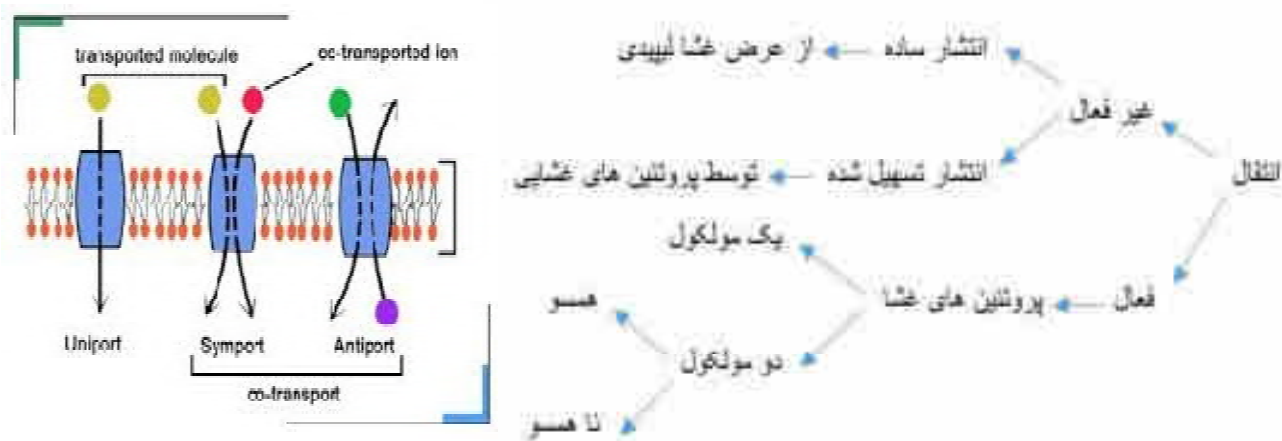 transported molecule
co-transported ion
Uniport
Symport
Antiport
co-transport
انتقال
غیر فعال
انتشار ساده
از عرض غشا لیپیدی
انتشار تسهیل شده
توسط پروتئین های غشایی
فعال
پروتئین های غشا
یک مولکول
دو مولکول
همسو
نا همسو